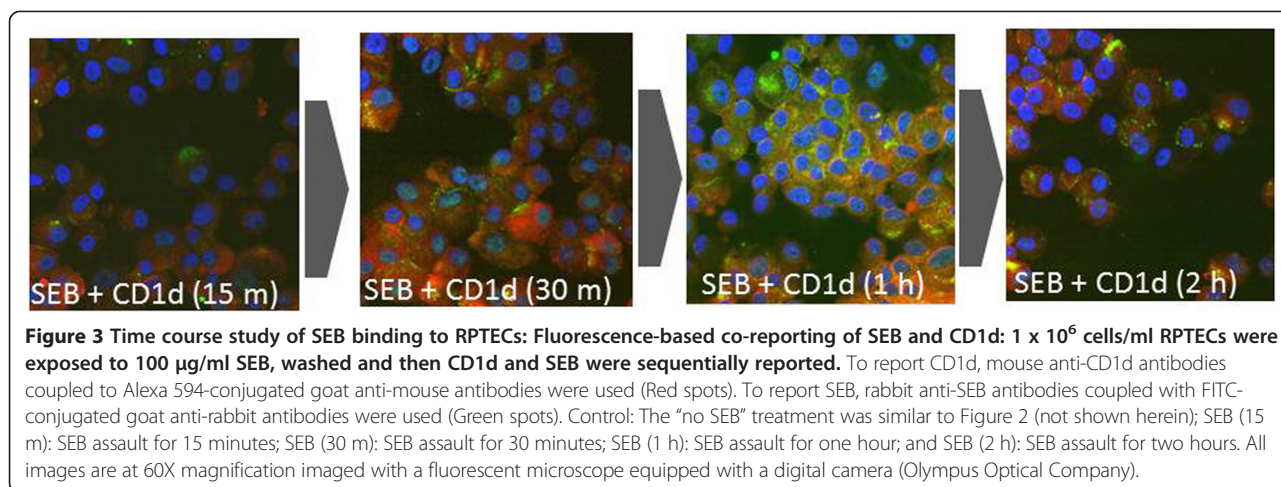 SEB + CD1d (15 m)
SEB + CD1d (30 m)
SEB + CD1d (1 h)
SEB + CD1d (2 h)
Figure 3 Time course study of SEB binding to RPTECs: Fluorescence-based co-reporting of SEB and CD1d: 1 x 10⁶ cells/ml RPTECs were
exposed to 100 μg/ml SEB, washed and then CD1d and SEB were sequentially reported. To report CD1d, mouse anti-CD1d antibodies
coupled to Alexa 594-conjugated goat anti-mouse antibodies were used (Red spots). To report SEB, rabbit anti-SEB antibodies coupled with FITC-
conjugated goat anti-rabbit antibodies were used (Green spots). Control: The “no SEB” treatment was similar to Figure 2 (not shown herein); SEB (15
m): SEB assault for 15 minutes; SEB (30 m): SEB assault for 30 minutes; SEB (1 h): SEB assault for one hour; and SEB (2 h): SEB assault for two hours. All
images are at 60X magnification imaged with a fluorescent microscope equipped with a digital camera (Olympus Optical Company).